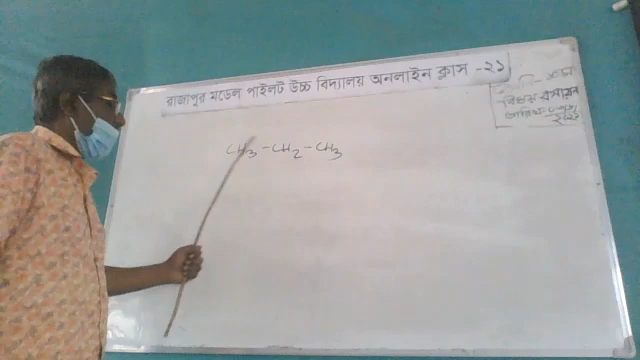 রাজাপুর মডেল পাইলট উচ্চ বিদ্যালয় অনলাইন ক্লাস -২১
বিষয়ঃ রসায়ন
CH₃-CH₂-CH₃